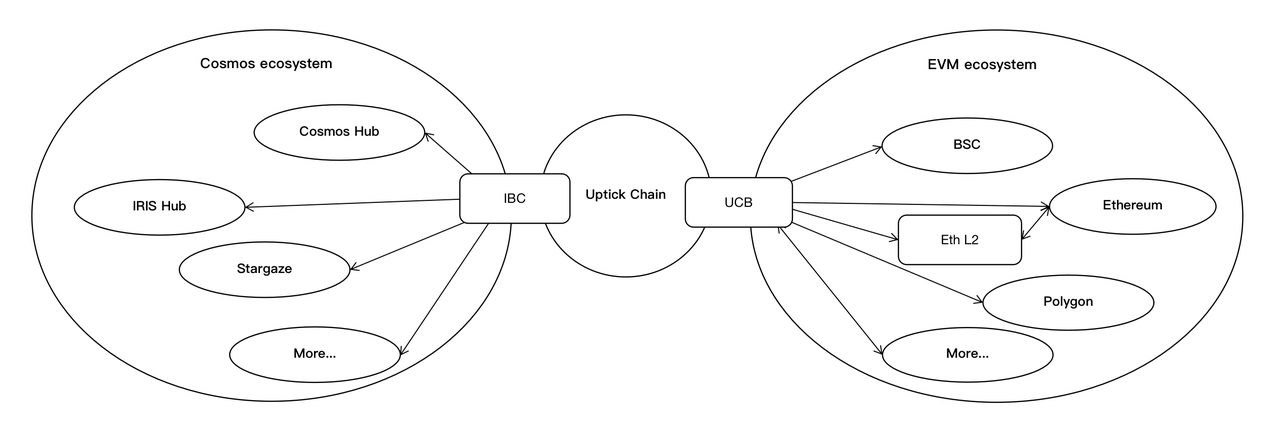 Cosmos ecosystem
Cosmos Hub
IRIS Hub
Stargaze
More...
IBC
Uptick Chain
UCB
EVM ecosystem
BSC
Ethereum
Eth L2
Polygon
More...